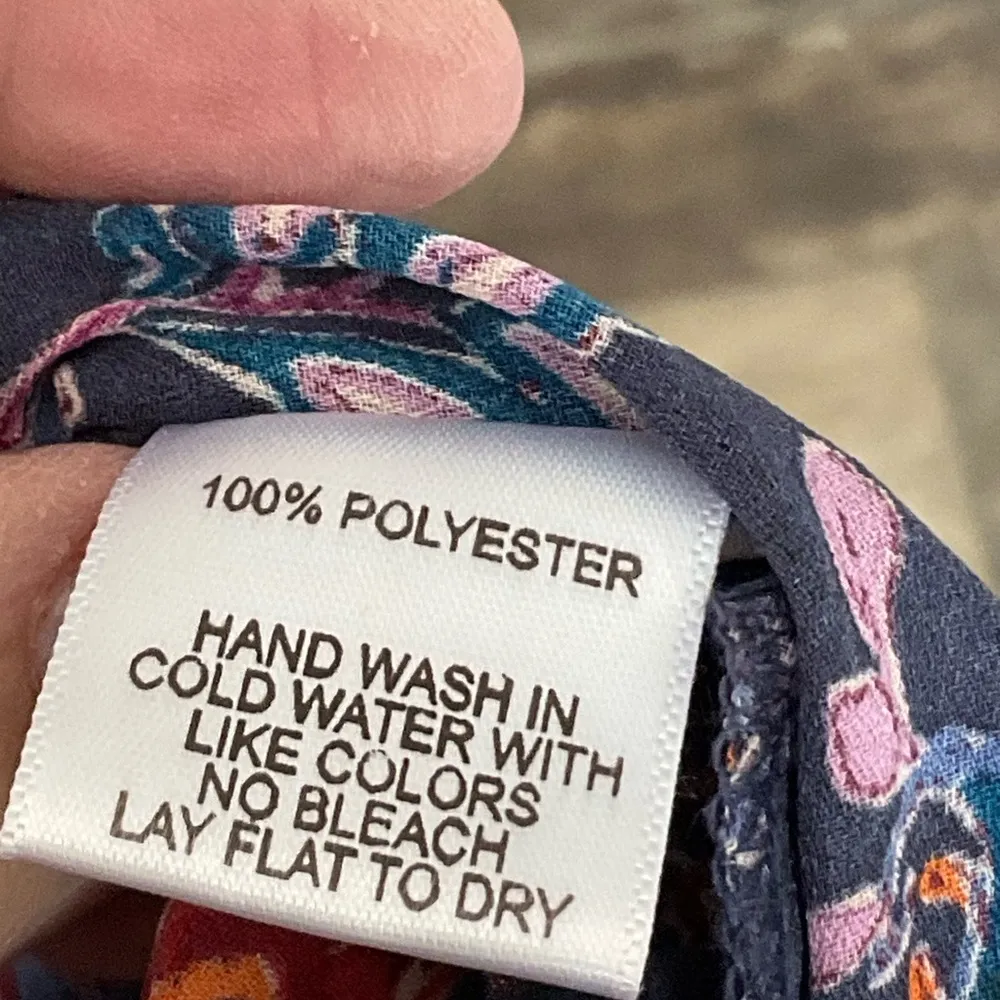 100% POLYESTER
HAND WASH IN
COLD WATER WITH
LIKE COLORS
NO BLEACH
LAY FLAT TO DRY